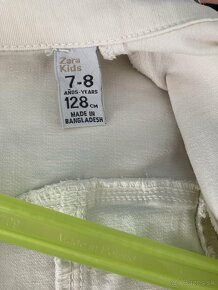 Zara
Kids
7-8
AÑOS-YEARS
128 CM
MADE IN
BANGLADESH